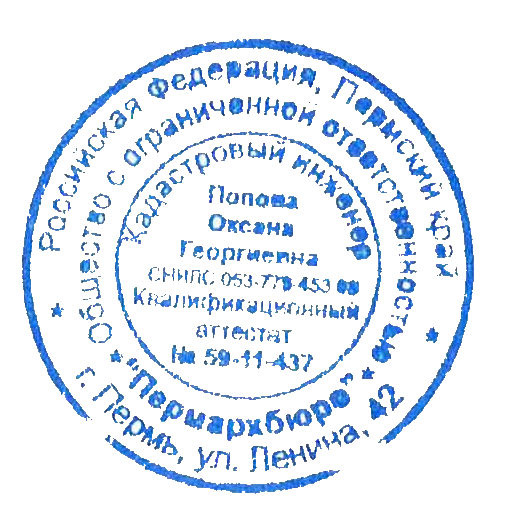 Российская Федерация, Пермский край
г. Пермь, ул. Ленина, 42
Общество с ограниченной ответственностью
"Пермархбюро"
Кадастровый инженер
Попова
Оксана
Георгиевна
СНИЛС 053-779-453
Квалификационный
аттестат
№ 59-11-437